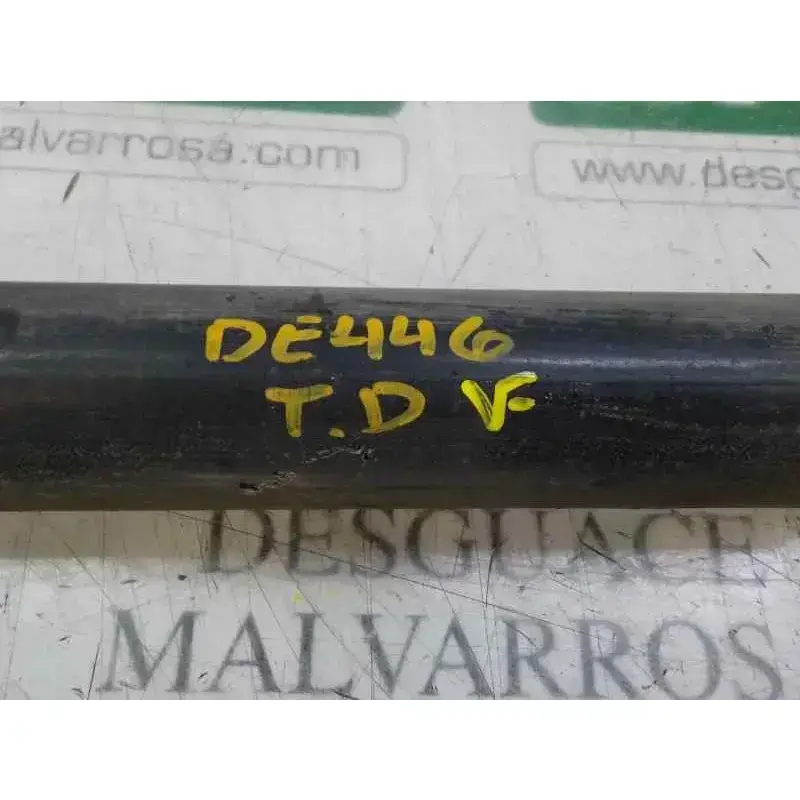 alvarrosa.com
www.desg
DE446
T.D V-
DESGUACE
MALVARROS